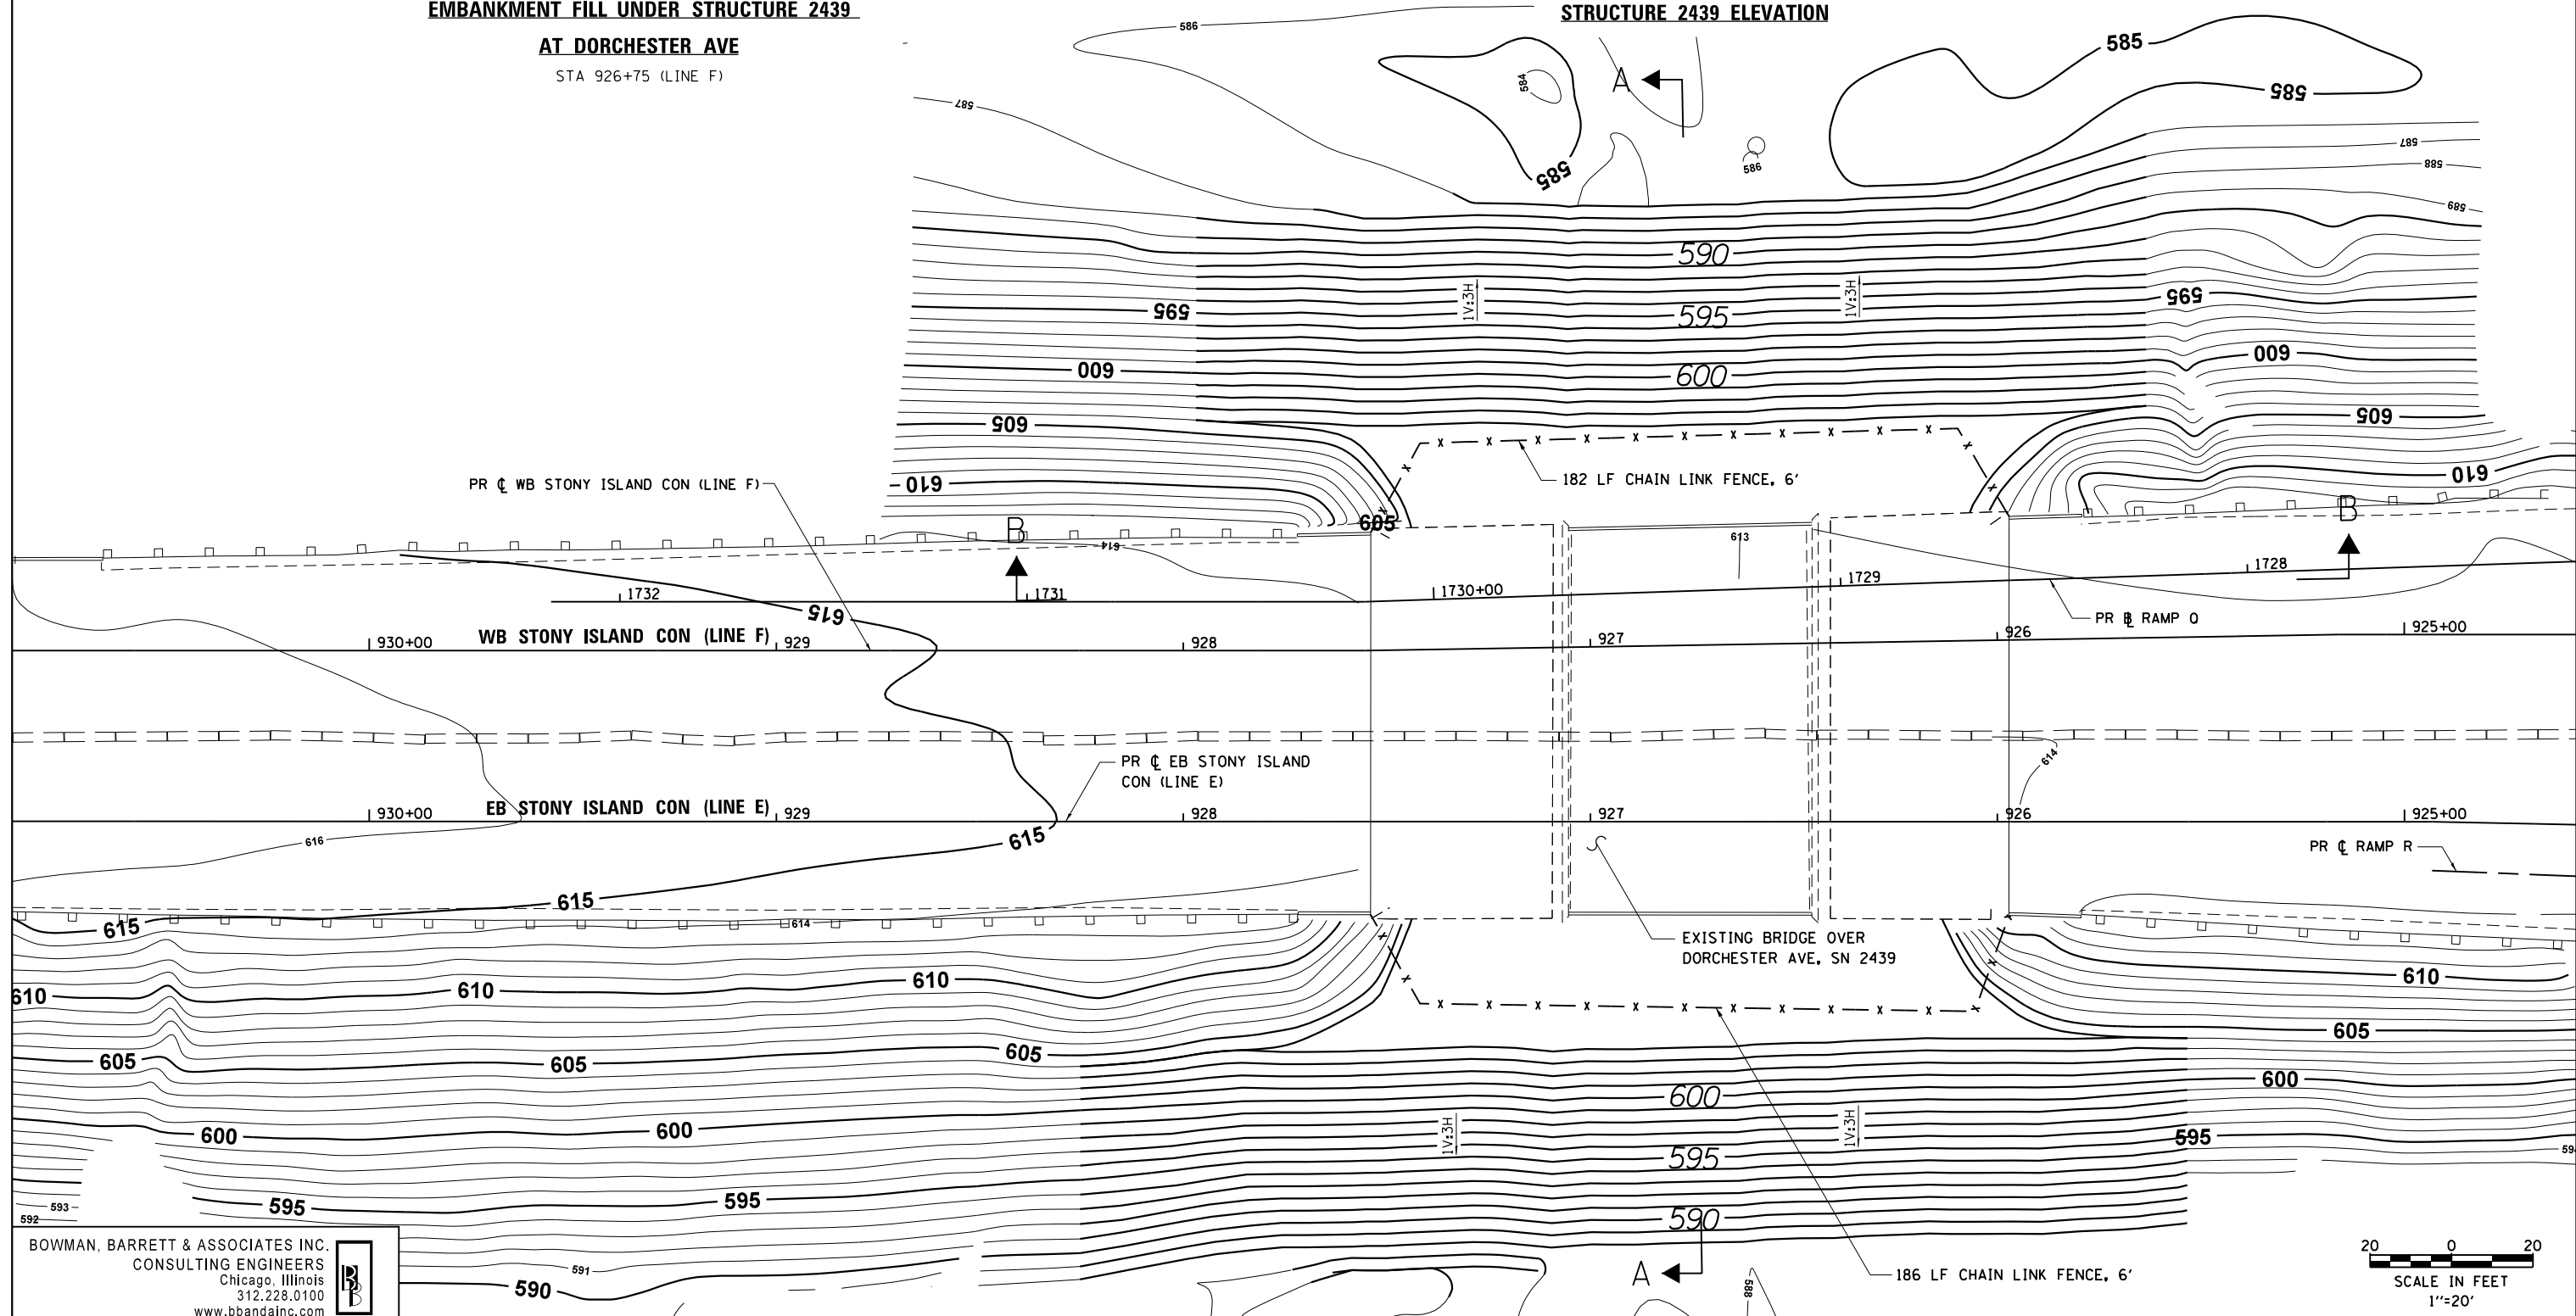 EMBANKMENT FILL UNDER STRUCTURE 2439
AT DORCHESTER AVE
STA 926+75 (LINE F)
STRUCTURE 2439 ELEVATION
586
587
584
585
A
586
585
585
587
588
589
590
595
1V:3H
595
1V:3H
595
600
600
600
605
605
610
610
605
PR ℄ WB STONY ISLAND CON (LINE F)
182 LF CHAIN LINK FENCE, 6'
B
B
614
613
1732
1731
1730+00
1729
1728
615
PR B̵L RAMP Q
930+00
WB STONY ISLAND CON (LINE F)
929
928
927
926
925+00
PR ℄ EB STONY ISLAND
CON (LINE E)
614
930+00
EB STONY ISLAND CON (LINE E)
929
928
927
926
925+00
616
615
PR ℄ RAMP R
615
615
614
EXISTING BRIDGE OVER
DORCHESTER AVE, SN 2439
610
610
610
610
605
605
605
605
600
600
600
600
1V:3H
1V:3H
595
595
595
595
593
592
590
590
591
588
A
186 LF CHAIN LINK FENCE, 6'
BOWMAN, BARRETT & ASSOCIATES INC.
CONSULTING ENGINEERS
Chicago, Illinois
312.228.0100
www.bbandainc.com
20 0 20
SCALE IN FEET
1''=20'